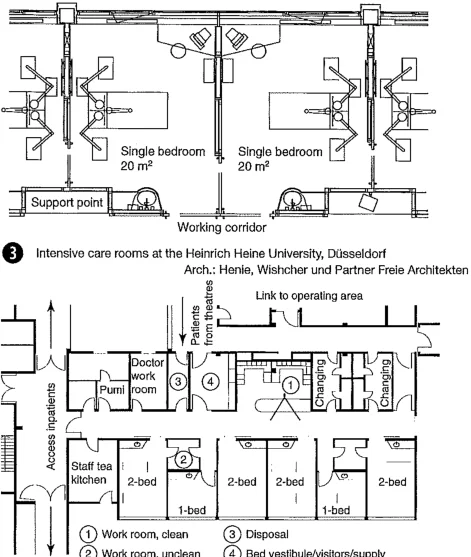 Single bedroom
20 m²
Single bedroom
20 m²
Support point
Working corridor
3 Intensive care rooms at the Heinrich Heine University, Düsseldorf
Arch.: Henie, Wishcher und Partner Freie Architekten
Patients
from theatres
Link to operating area
Access inpatients
Pumi
Doctor
work
room
3
4
1
Changing
Changing
Staff tea
kitchen
2-bed
2
1-bed
2-bed
2-bed
1-bed
2-bed
1 Work room, clean
3 Disposal
2 Work room, unclean
4 Bed vestibule/visitors/supply